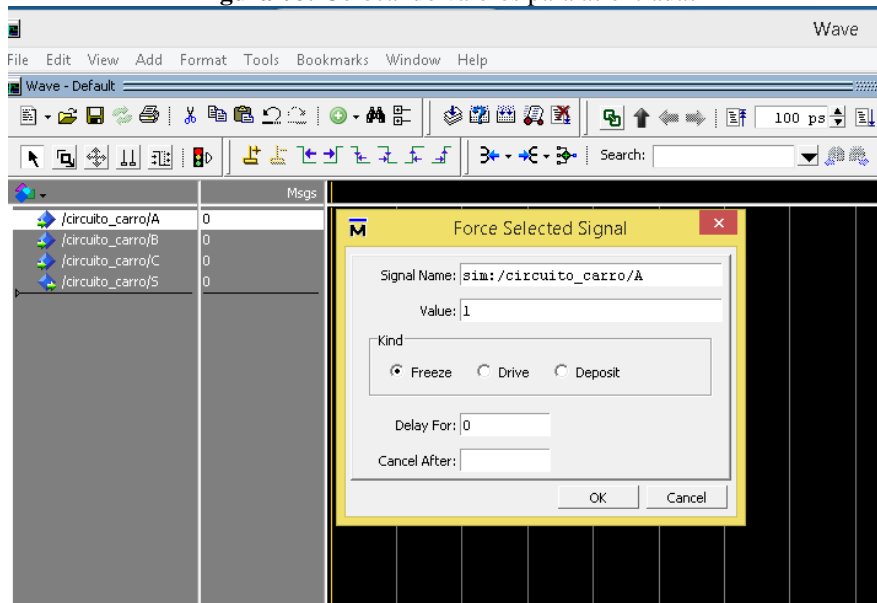 Wave
File Edit View Add Format Tools Bookmarks Window Help
Wave - Default
100 ps
Search:
Msgs
/circuito_carro/A 0
/circuito_carro/B 0
/circuito_carro/C 0
/circuito_carro/S 0
M Force Selected Signal
Signal Name: sim:/circuito_carro/A
Value: 1
Kind
Freeze Drive Deposit
Delay For: 0
Cancel After:
OK Cancel